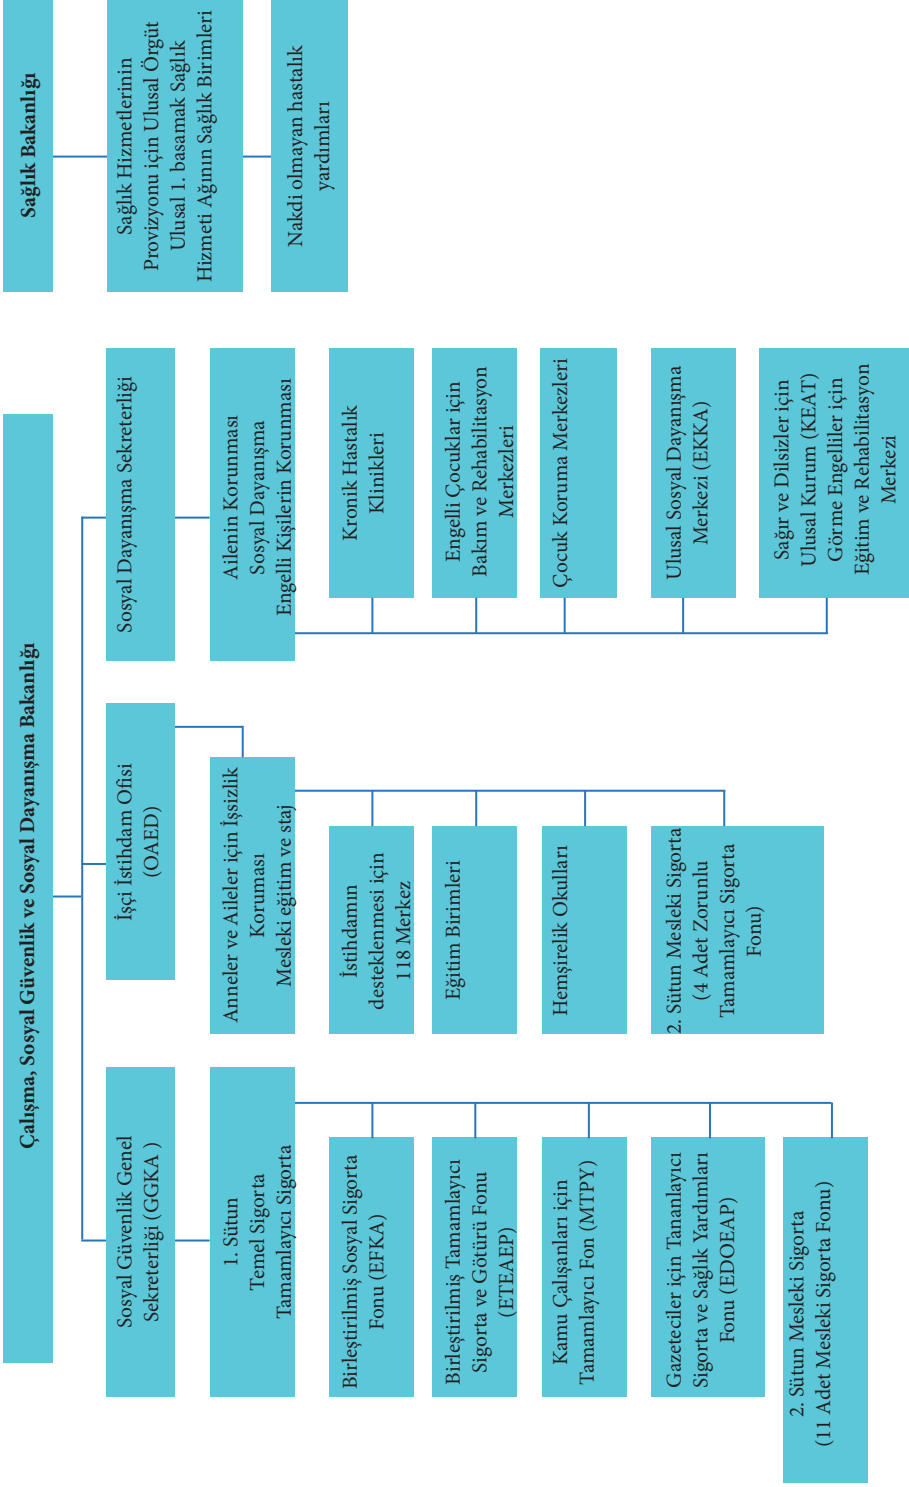 Çalışma, Sosyal Güvenlik ve Sosyal Dayanışma Bakanlığı
Sosyal Güvenlik Genel
Sekreterliği (GGKA )
1. Sütun
Temel Sigorta
Tamamlayıcı Sigorta
Birleştirilmiş Sosyal Sigorta
Fonu (EFKA)
Birleştirilmiş Tamamlayıcı
Sigorta ve Götürü Fonu
(ETEAEP)
Kamu Çalışanları için
Tamamlayıcı Fon (MTPY)
Gazeteciler için Tananlayıcı
Sigorta ve Sağlık Yardımları
Fonu (EDOEAP)
2. Sütun Mesleki Sigorta
(11 Adet Mesleki Sigorta Fonu)
İşçi İstihdam Ofisi
(OAED)
Anneler ve Aileler için İşsizlik
Koruması
Mesleki eğitim ve staj
İstihdamın
desteklenmesi için
118 Merkez
Eğitim Birimleri
Hemşirelik Okulları
2. Sütun Mesleki Sigorta
(4 Adet Zorunlu
Tamamlayıcı Sigorta
Fonu)
Sosyal Dayanışma Sekreterliği
Ailenin Korunması
Sosyal Dayanışma
Engelli Kişilerin Korunması
Kronik Hastalık
Klinikleri
Engelli Çocuklar için
Bakım ve Rehabilitasyon
Merkezleri
Çocuk Koruma Merkezleri
Ulusal Sosyal Dayanışma
Merkezi (EKKA)
Sağır ve Dilsizler için
Ulusal Kurum (KEAT)
Görme Engelliler için
Eğitim ve Rehabilitasyon
Merkezi
Sağlık Bakanlığı
Sağlık Hizmetlerinin
Provizyonu için Ulusal Örgüt
Ulusal 1. basamak Sağlık
Hizmeti Ağının Sağlık Birimleri
Nakdi olmayan hastalık
yardımları